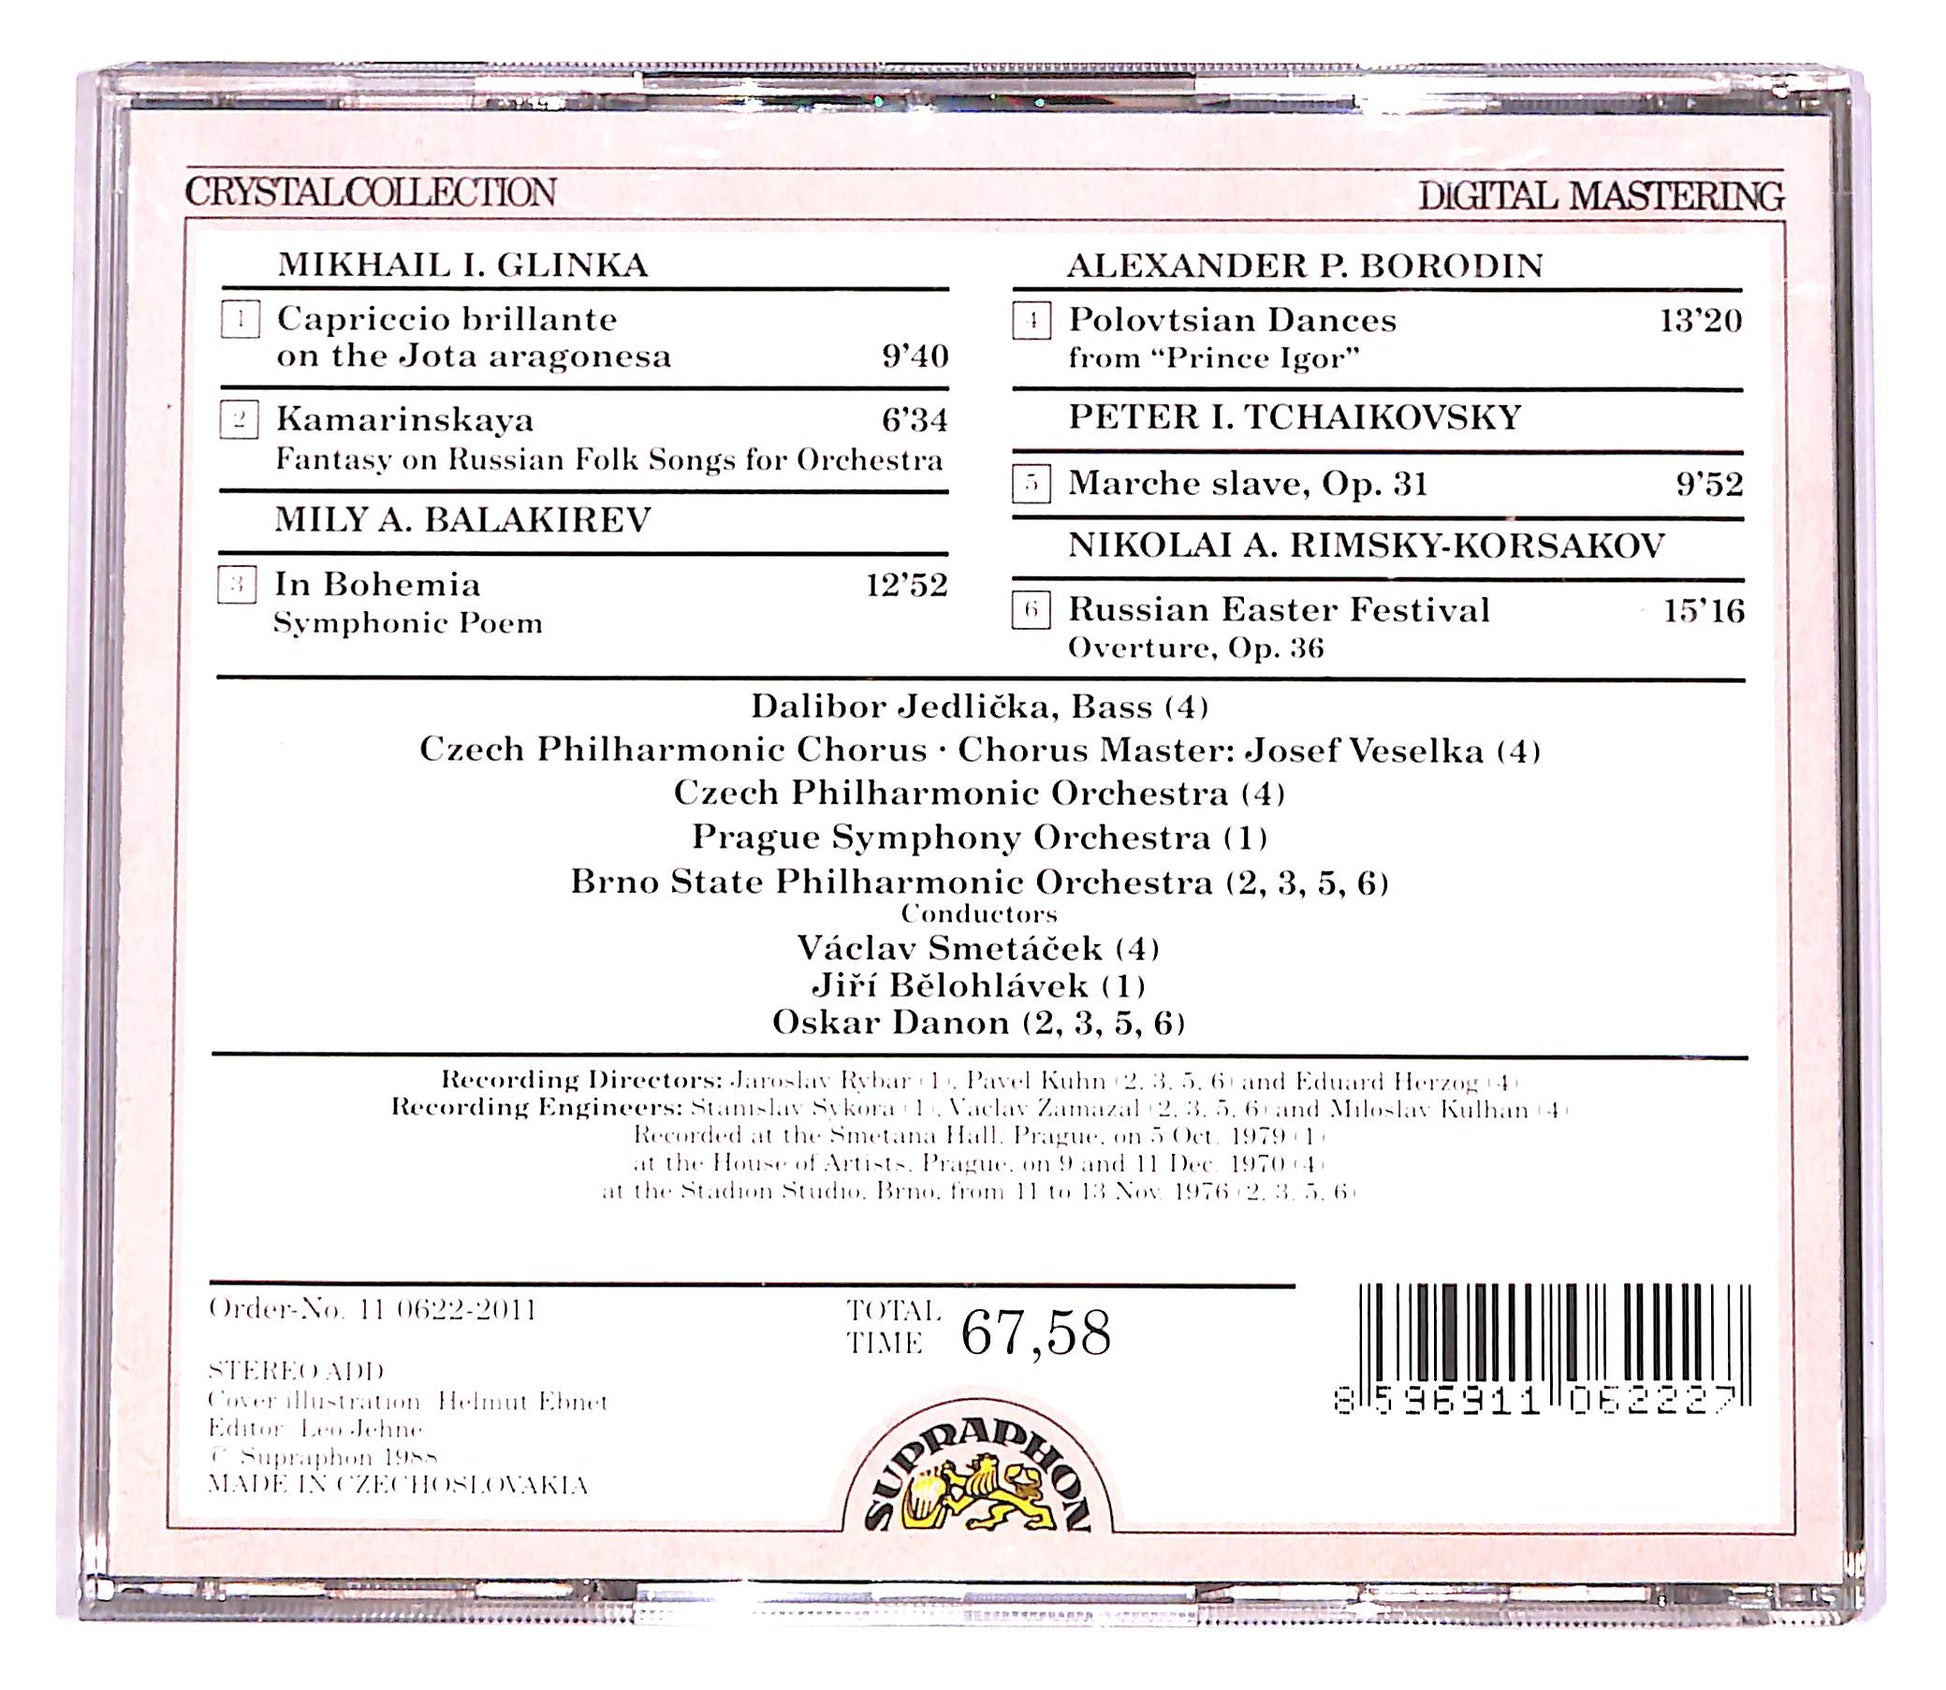 CRYSTALCOLLECTION
DIGITAL MASTERING
MIKHAIL I. GLINKA
1 Capriccio brillante
on the Jota aragonesa 9’40
2 Kamarinskaya 6’34
Fantasy on Russian Folk Songs for Orchestra
MILY A. BALAKIREV
3 In Bohemia 12’52
Symphonic Poem
ALEXANDER P. BORODIN
4 Polovtsian Dances 13’20
from “Prince Igor”
PETER I. TCHAIKOVSKY
5 Marche slave, Op. 31 9’52
NIKOLAI A. RIMSKY-KORSAKOV
6 Russian Easter Festival 15’16
Overture, Op. 36
Dalibor Jedlička, Bass (4)
Czech Philharmonic Chorus · Chorus Master: Josef Veselka (4)
Czech Philharmonic Orchestra (4)
Prague Symphony Orchestra (1)
Brno State Philharmonic Orchestra (2, 3, 5, 6)
Conductors
Václav Smetáček (4)
Jiří Bělohlávek (1)
Oskar Danon (2, 3, 5, 6)
Recording Directors: Jaroslav Rybar (1), Pavel Kuhn (2, 3, 5, 6) and Eduard Herzog (4)
Recording Engineers: Stanislav Sykora (1), Vaclav Zamazal (2, 3, 5, 6) and Miloslav Kulhan (4)
Recorded at the Smetana Hall, Prague, on 5 Oct. 1979 (1)
at the House of Artists, Prague, on 9 and 11 Dec. 1970 (4)
at the Stadion Studio, Brno, from 11 to 13 Nov. 1976 (2, 3, 5, 6)
Order-No. 11 0622-2011
TOTAL
TIME 67,58
STEREO ADD
Cover illustration: Helmut Ebnet
Editor: Leo Jehne
© Supraphon 1988
MADE IN CZECHOSLOVAKIA
SUPRAPHON
8 596911 062227